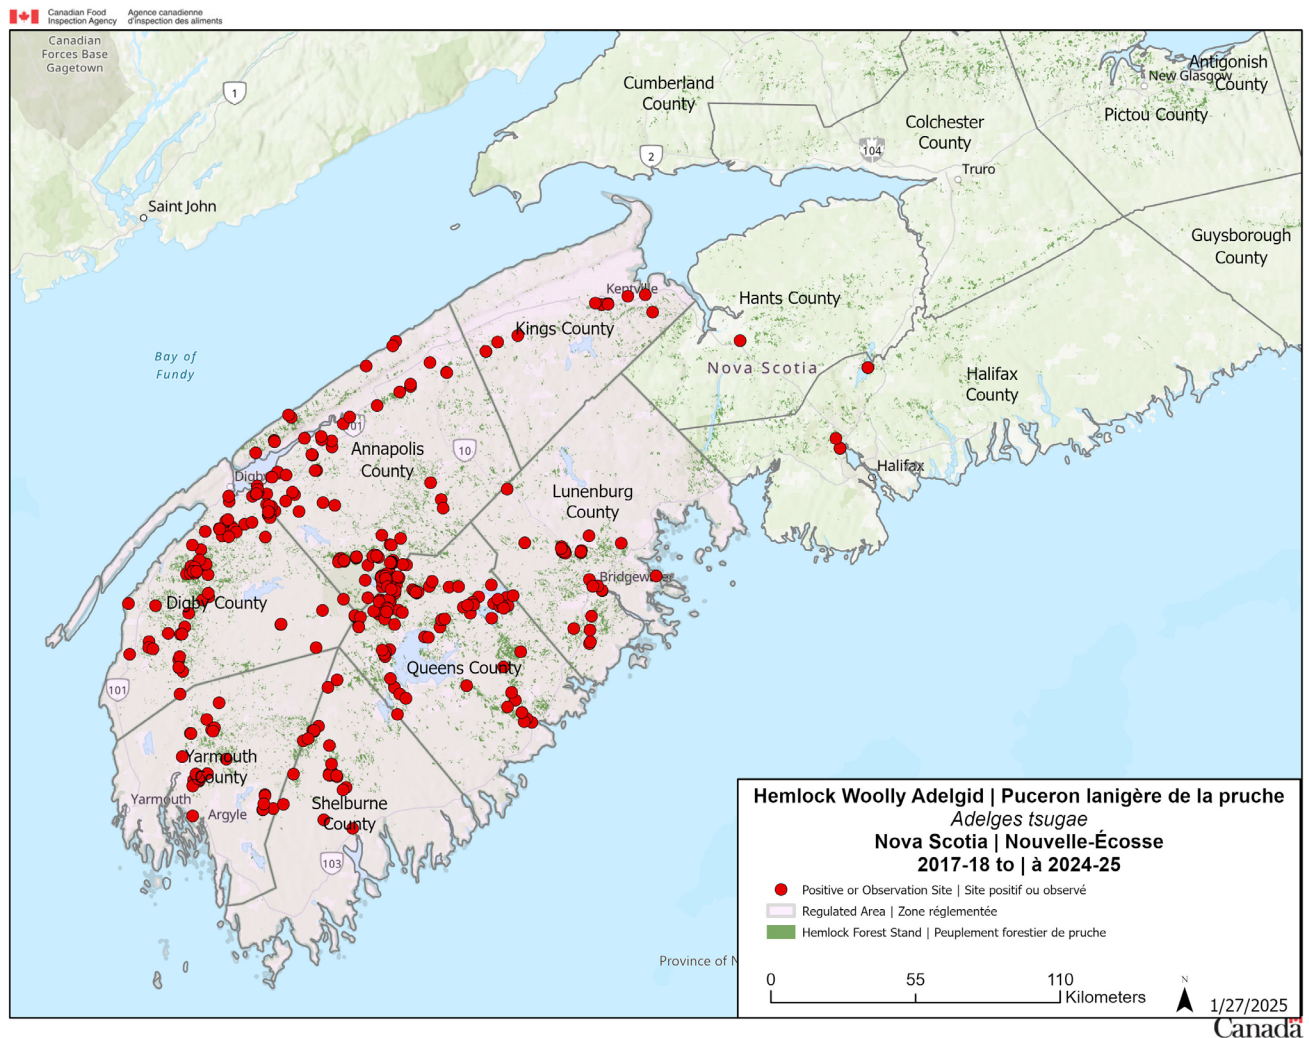 Canadian Food
Inspection Agency
Agence canadienne
d'inspection des aliments
Canadian
Forces Base
Gagetown
1
Cumberland
County
2
Colchester
County
104
Truro
Antigonish
County
New Glasgow
Pictou County
Guysborough
County
Saint John
Bay of
Fundy
Kentville
Kings County
Hants County
Nova Scotia
Halifax
County
Halifax
101
Annapolis
County
10
Digby
Lunenburg
County
Bridgewater
Digby County
Queens County
101
Yarmouth
County
Yarmouth
Argyle
Shelburne
County
103
Province of N
Hemlock Woolly Adelgid | Puceron lanigère de la pruche
Adelges tsugae
Nova Scotia | Nouvelle-Écosse
2017-18 to | à 2024-25
Positive or Observation Site | Site positif ou observé
Regulated Area | Zone réglementée
Hemlock Forest Stand | Peuplement forestier de pruche
0 55 110
Kilometers
N
1/27/2025
Canada